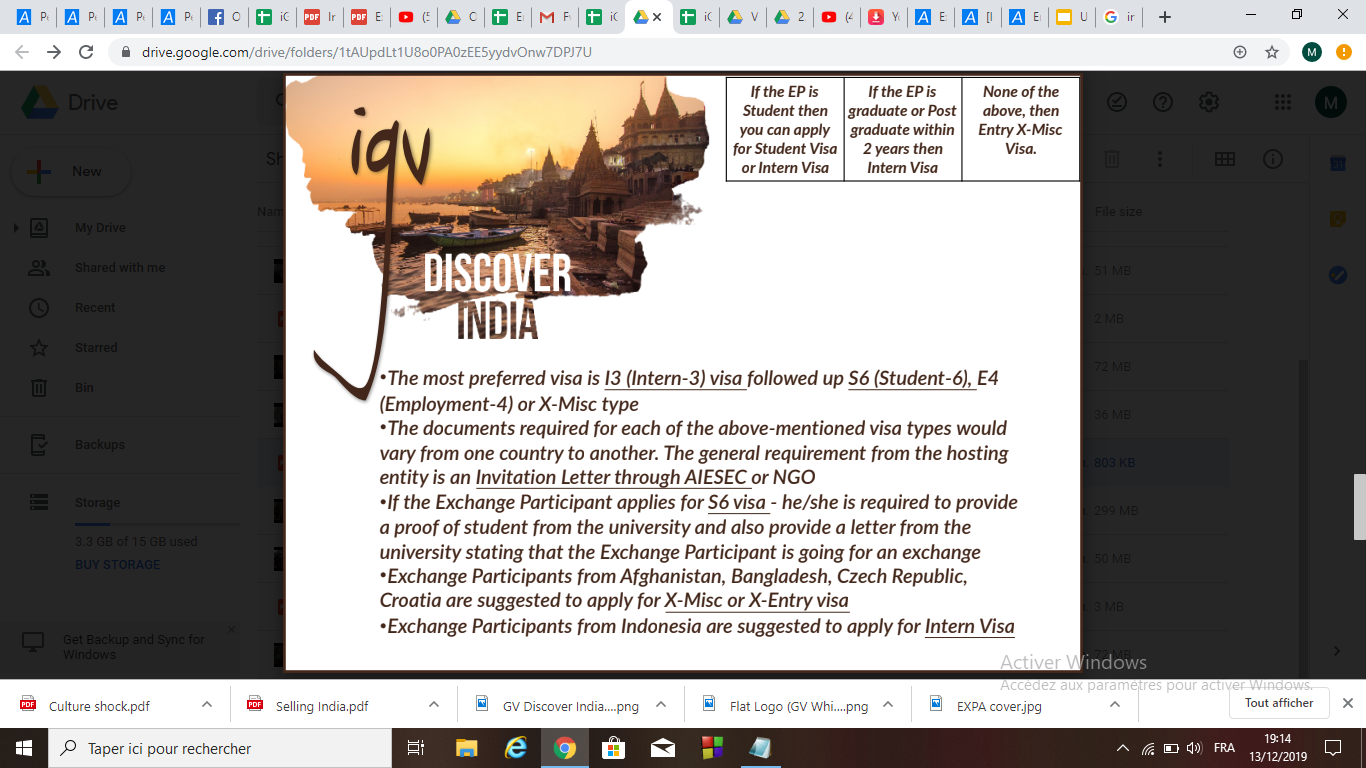 drive.google.com/drive/folders/1tAUpdLt1U8o0PA0zEE5yydvOnw7DPJ7U
M
Drive
M
New
My Drive
Shared with me
Recent
Starred
Bin
Backups
Storage
3.3 GB of 15 GB used
BUY STORAGE
Get Backup and Sync for
Windows
File size
51 MB
2 MB
72 MB
36 MB
803 KB
299 MB
50 MB
3 MB
igv
DISCOVER
INDIA
If the EP is
Student then
you can apply
for Student Visa
or Intern Visa
If the EP is
graduate or Post
graduate within
2 years then
Intern Visa
None of the
above, then
Entry X-Misc
Visa.
•The most preferred visa is I3 (Intern-3) visa followed up S6 (Student-6), E4
(Employment-4) or X-Misc type
•The documents required for each of the above-mentioned visa types would
vary from one country to another. The general requirement from the hosting
entity is an Invitation Letter through AIESEC or NGO
•If the Exchange Participant applies for S6 visa - he/she is required to provide
a proof of student from the university and also provide a letter from the
university stating that the Exchange Participant is going for an exchange
•Exchange Participants from Afghanistan, Bangladesh, Czech Republic,
Croatia are suggested to apply for X-Misc or X-Entry visa
•Exchange Participants from Indonesia are suggested to apply for Intern Visa
Activer Windows
Accédez aux paramètres pour activer Windows.
Culture shock.pdf
Selling India.pdf
GV Discover India....png
Flat Logo (GV Whi....png
EXPA cover.jpg
Tout afficher
Taper ici pour rechercher
FRA
19:14
13/12/2019